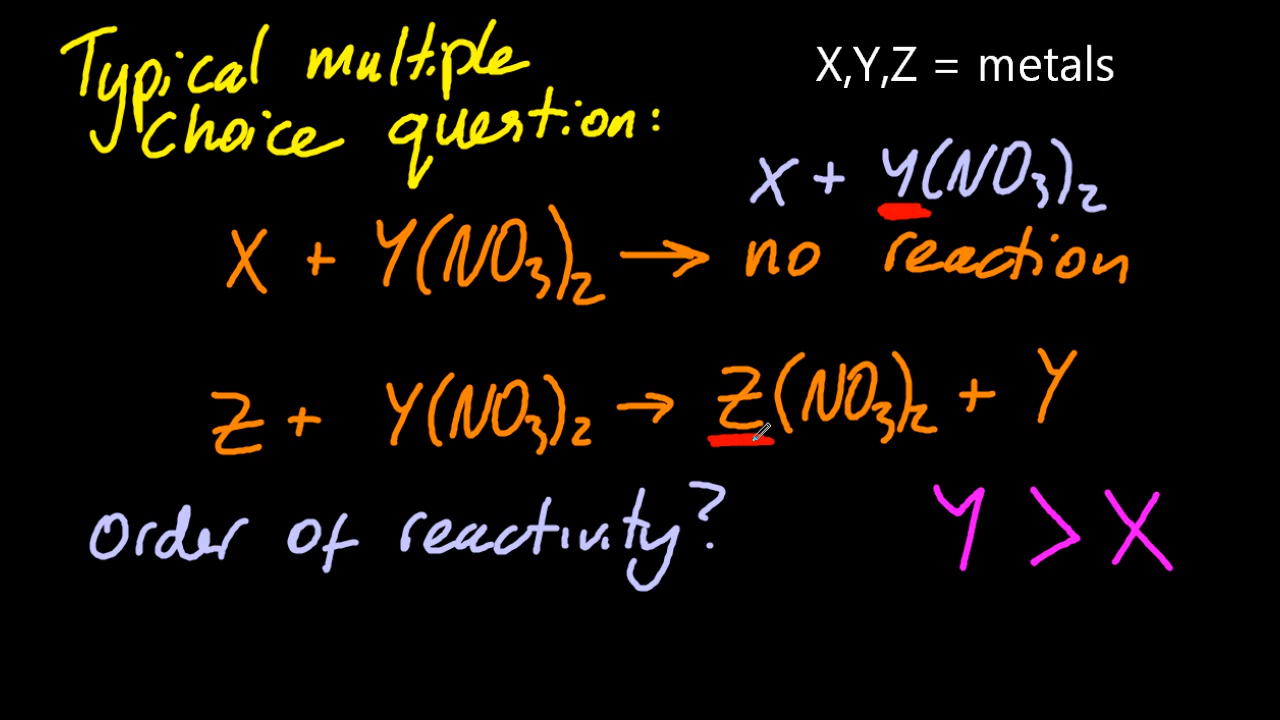 Typical multiple
choice question:
X,Y,Z = metals
X + Y(NO₃)₂
X + Y(NO₃)₂ → no reaction
Z + Y(NO₃)₂ → Z(NO₃)₂ + Y
Order of reactivity?
Y > X